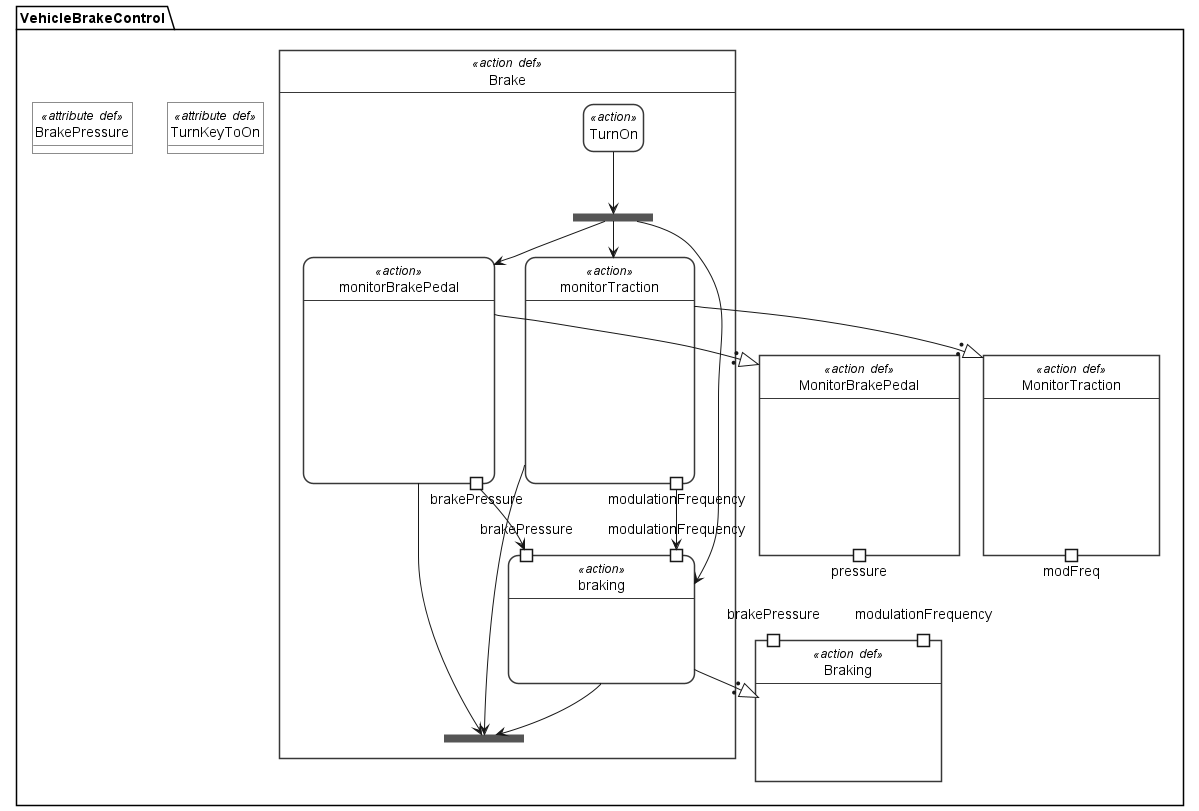 VehicleBrakeControl
«action def»
Brake
«attribute def»
BrakePressure
«attribute def»
TurnKeyToOn
«action»
TurnOn
«action»
monitorBrakePedal
«action»
monitorTraction
«action def»
MonitorBrakePedal
«action def»
MonitorTraction
brakePressure
modulationFrequency
brakePressure
modulationFrequency
«action»
braking
pressure
modFreq
brakePressure
modulationFrequency
«action def»
Braking